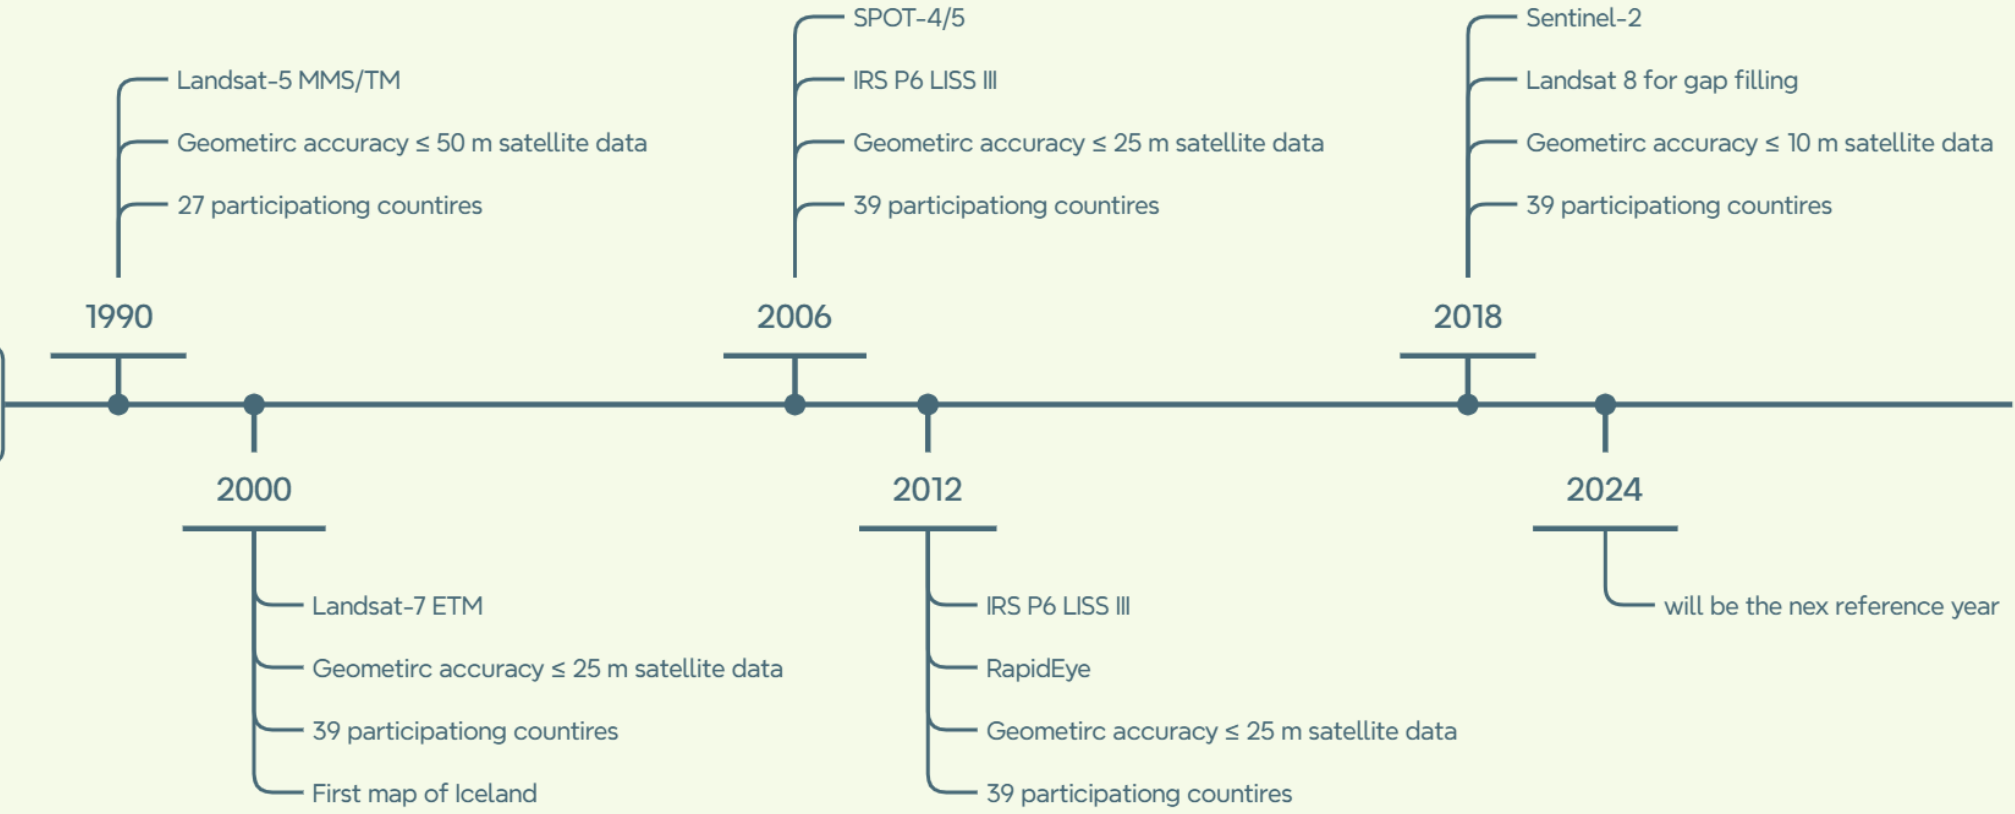 Landsat-5 MMS/TM
Geometirc accuracy ≤ 50 m satellite data
27 participationg countires
1990
2000
Landsat-7 ETM
Geometirc accuracy ≤ 25 m satellite data
39 participationg countires
First map of Iceland
SPOT-4/5
IRS P6 LISS III
Geometirc accuracy ≤ 25 m satellite data
39 participationg countires
2006
2012
IRS P6 LISS III
RapidEye
Geometirc accuracy ≤ 25 m satellite data
39 participationg countires
Sentinel-2
Landsat 8 for gap filling
Geometirc accuracy ≤ 10 m satellite data
39 participationg countires
2018
2024
will be the nex reference year